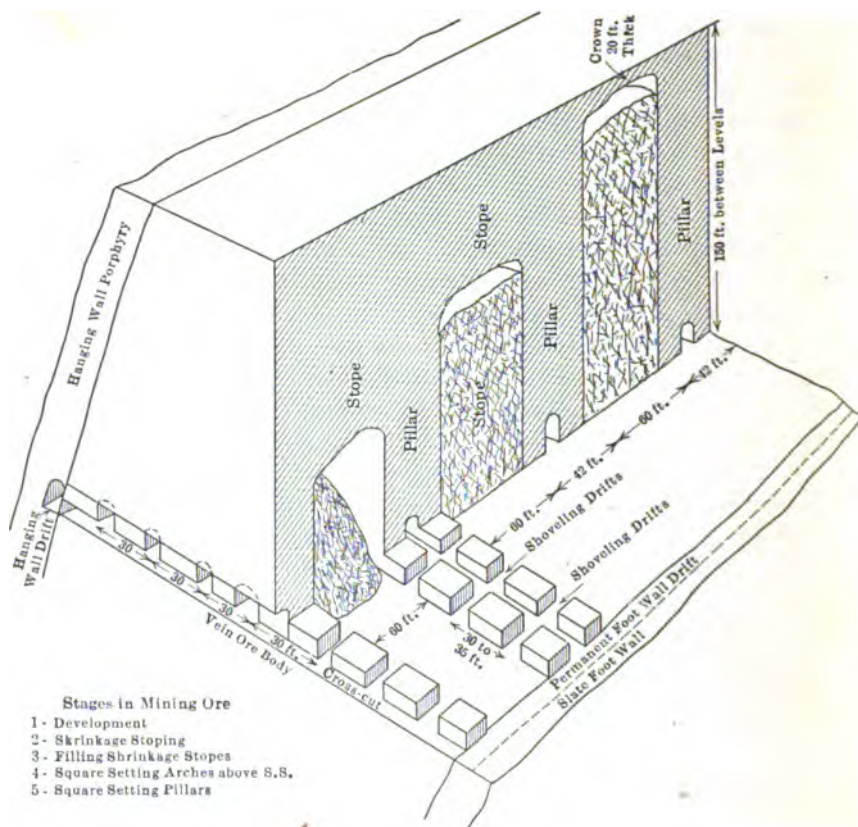 Crown
20 ft.
Thick
150 ft. between Levels
Hanging Wall Porphyry
Stope
Pillar
Stope
Pillar
Stope
Pillar
42 ft.
60 ft.
42 ft.
60 ft.
Shoveling Drifts
Shoveling Drifts
Hanging
Wall Drift
30
30
30
30 ft.
Vein Ore Body
60 ft.
30 to
35 ft.
Cross-cut
Permanent Foot Wall Drift
Slate Foot Wall
Stages in Mining Ore
1 - Development
2 - Skrinkage Stoping
3 - Filling Shrinkage Stopes
4 - Square Setting Arches above S.S.
5 - Square Setting Pillars